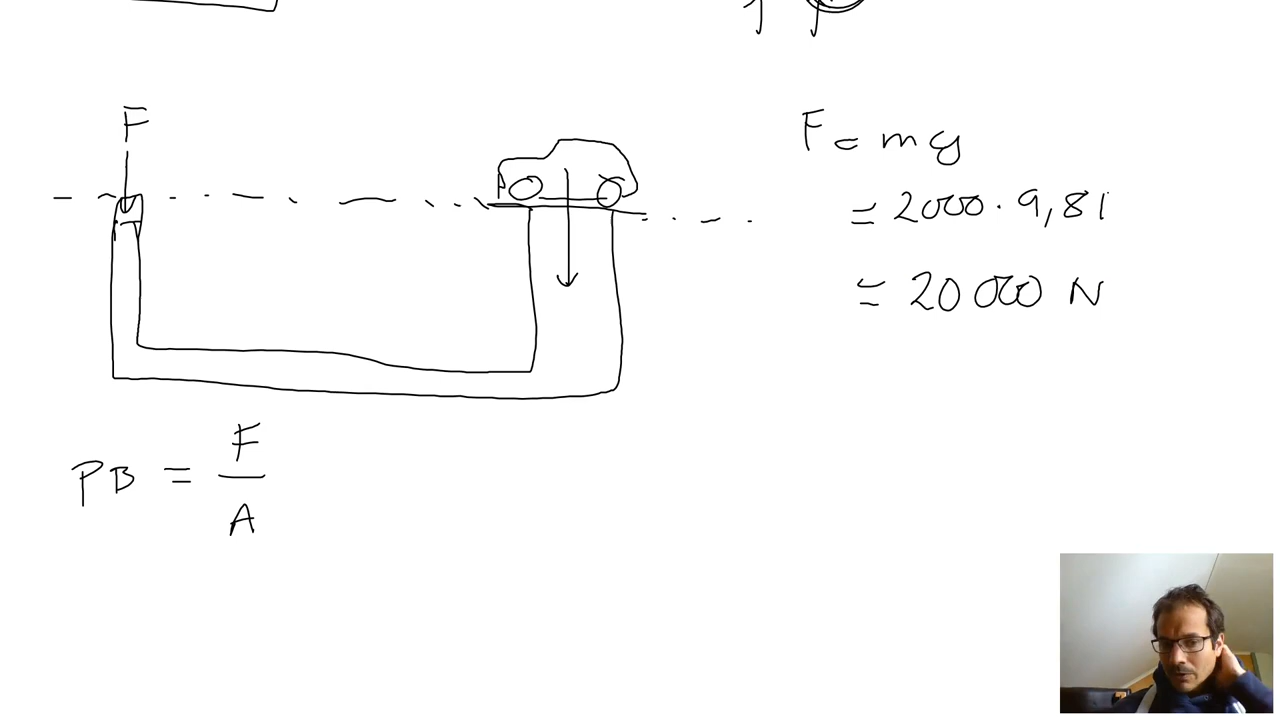 F
F = mg
= 2000 · 9,81
≃ 20 000 N
PB = F
A